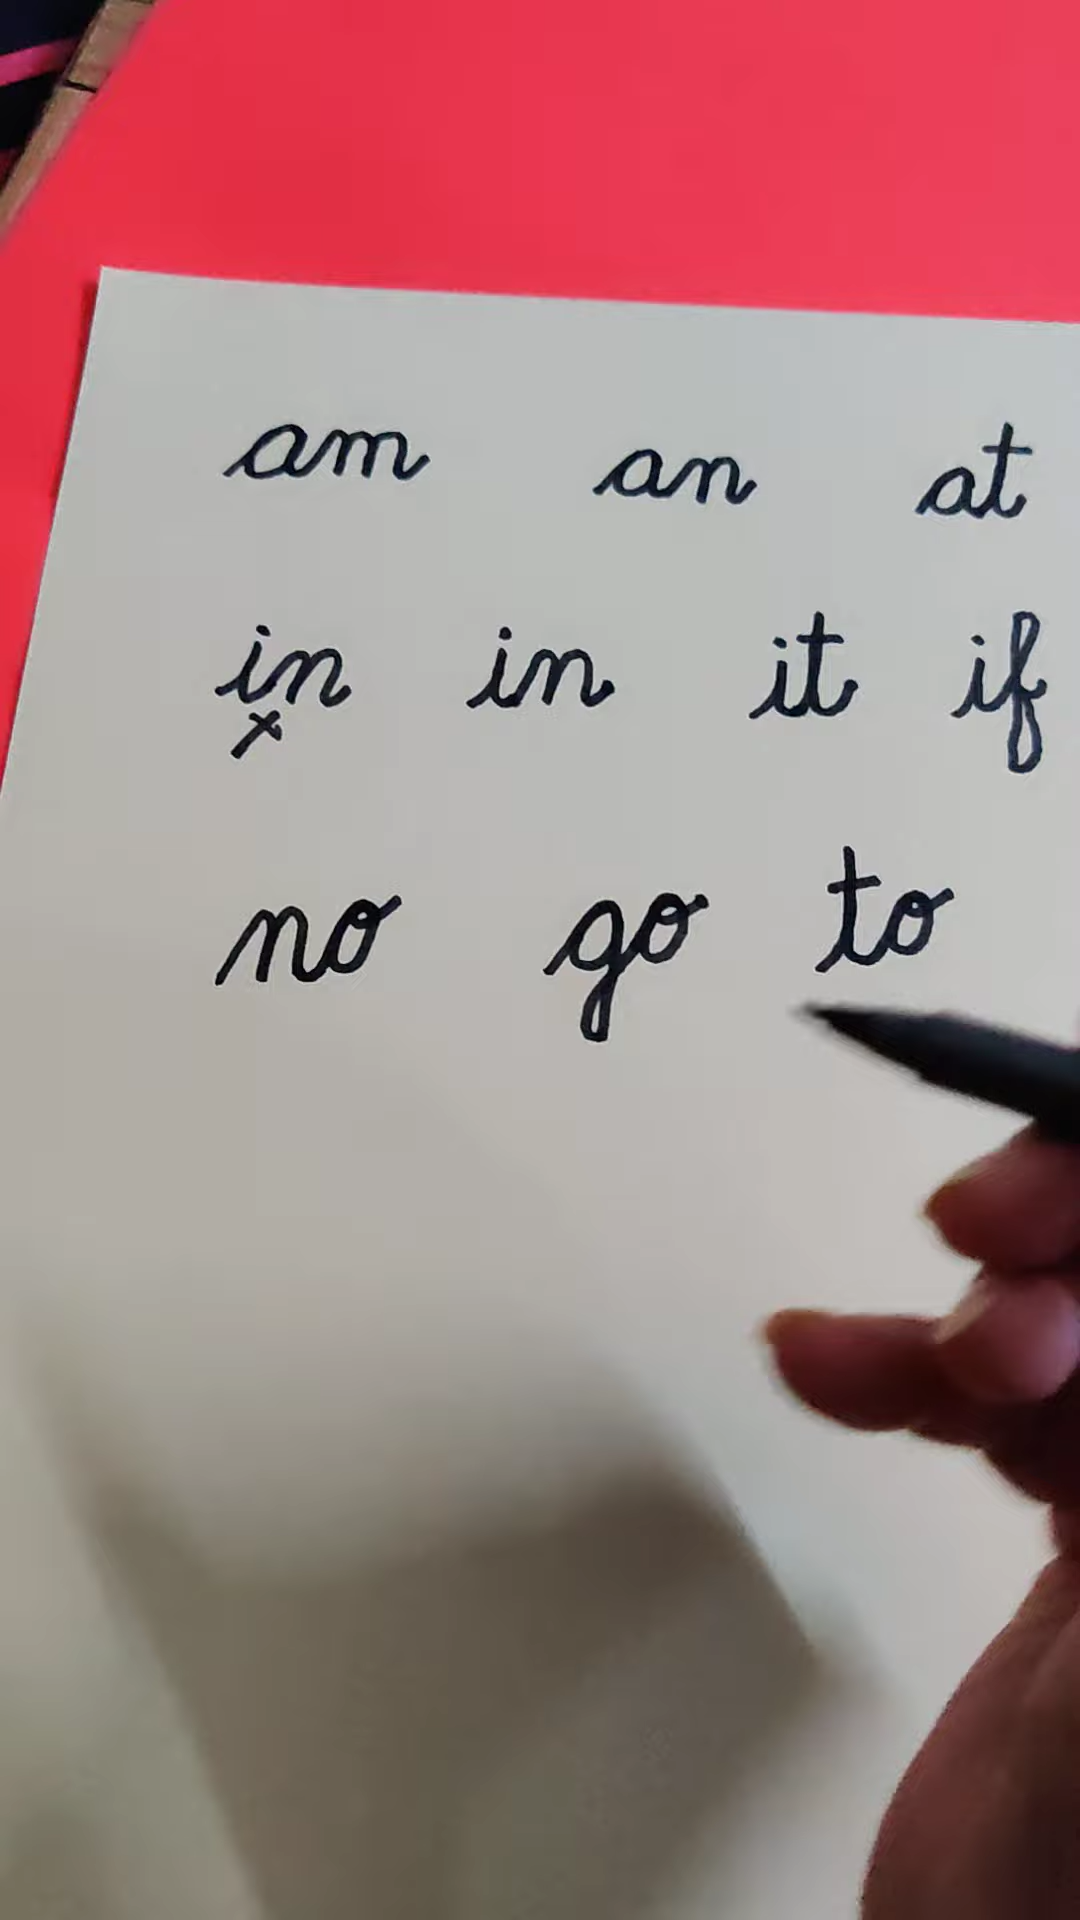 am an at
in in it if
x
no go to